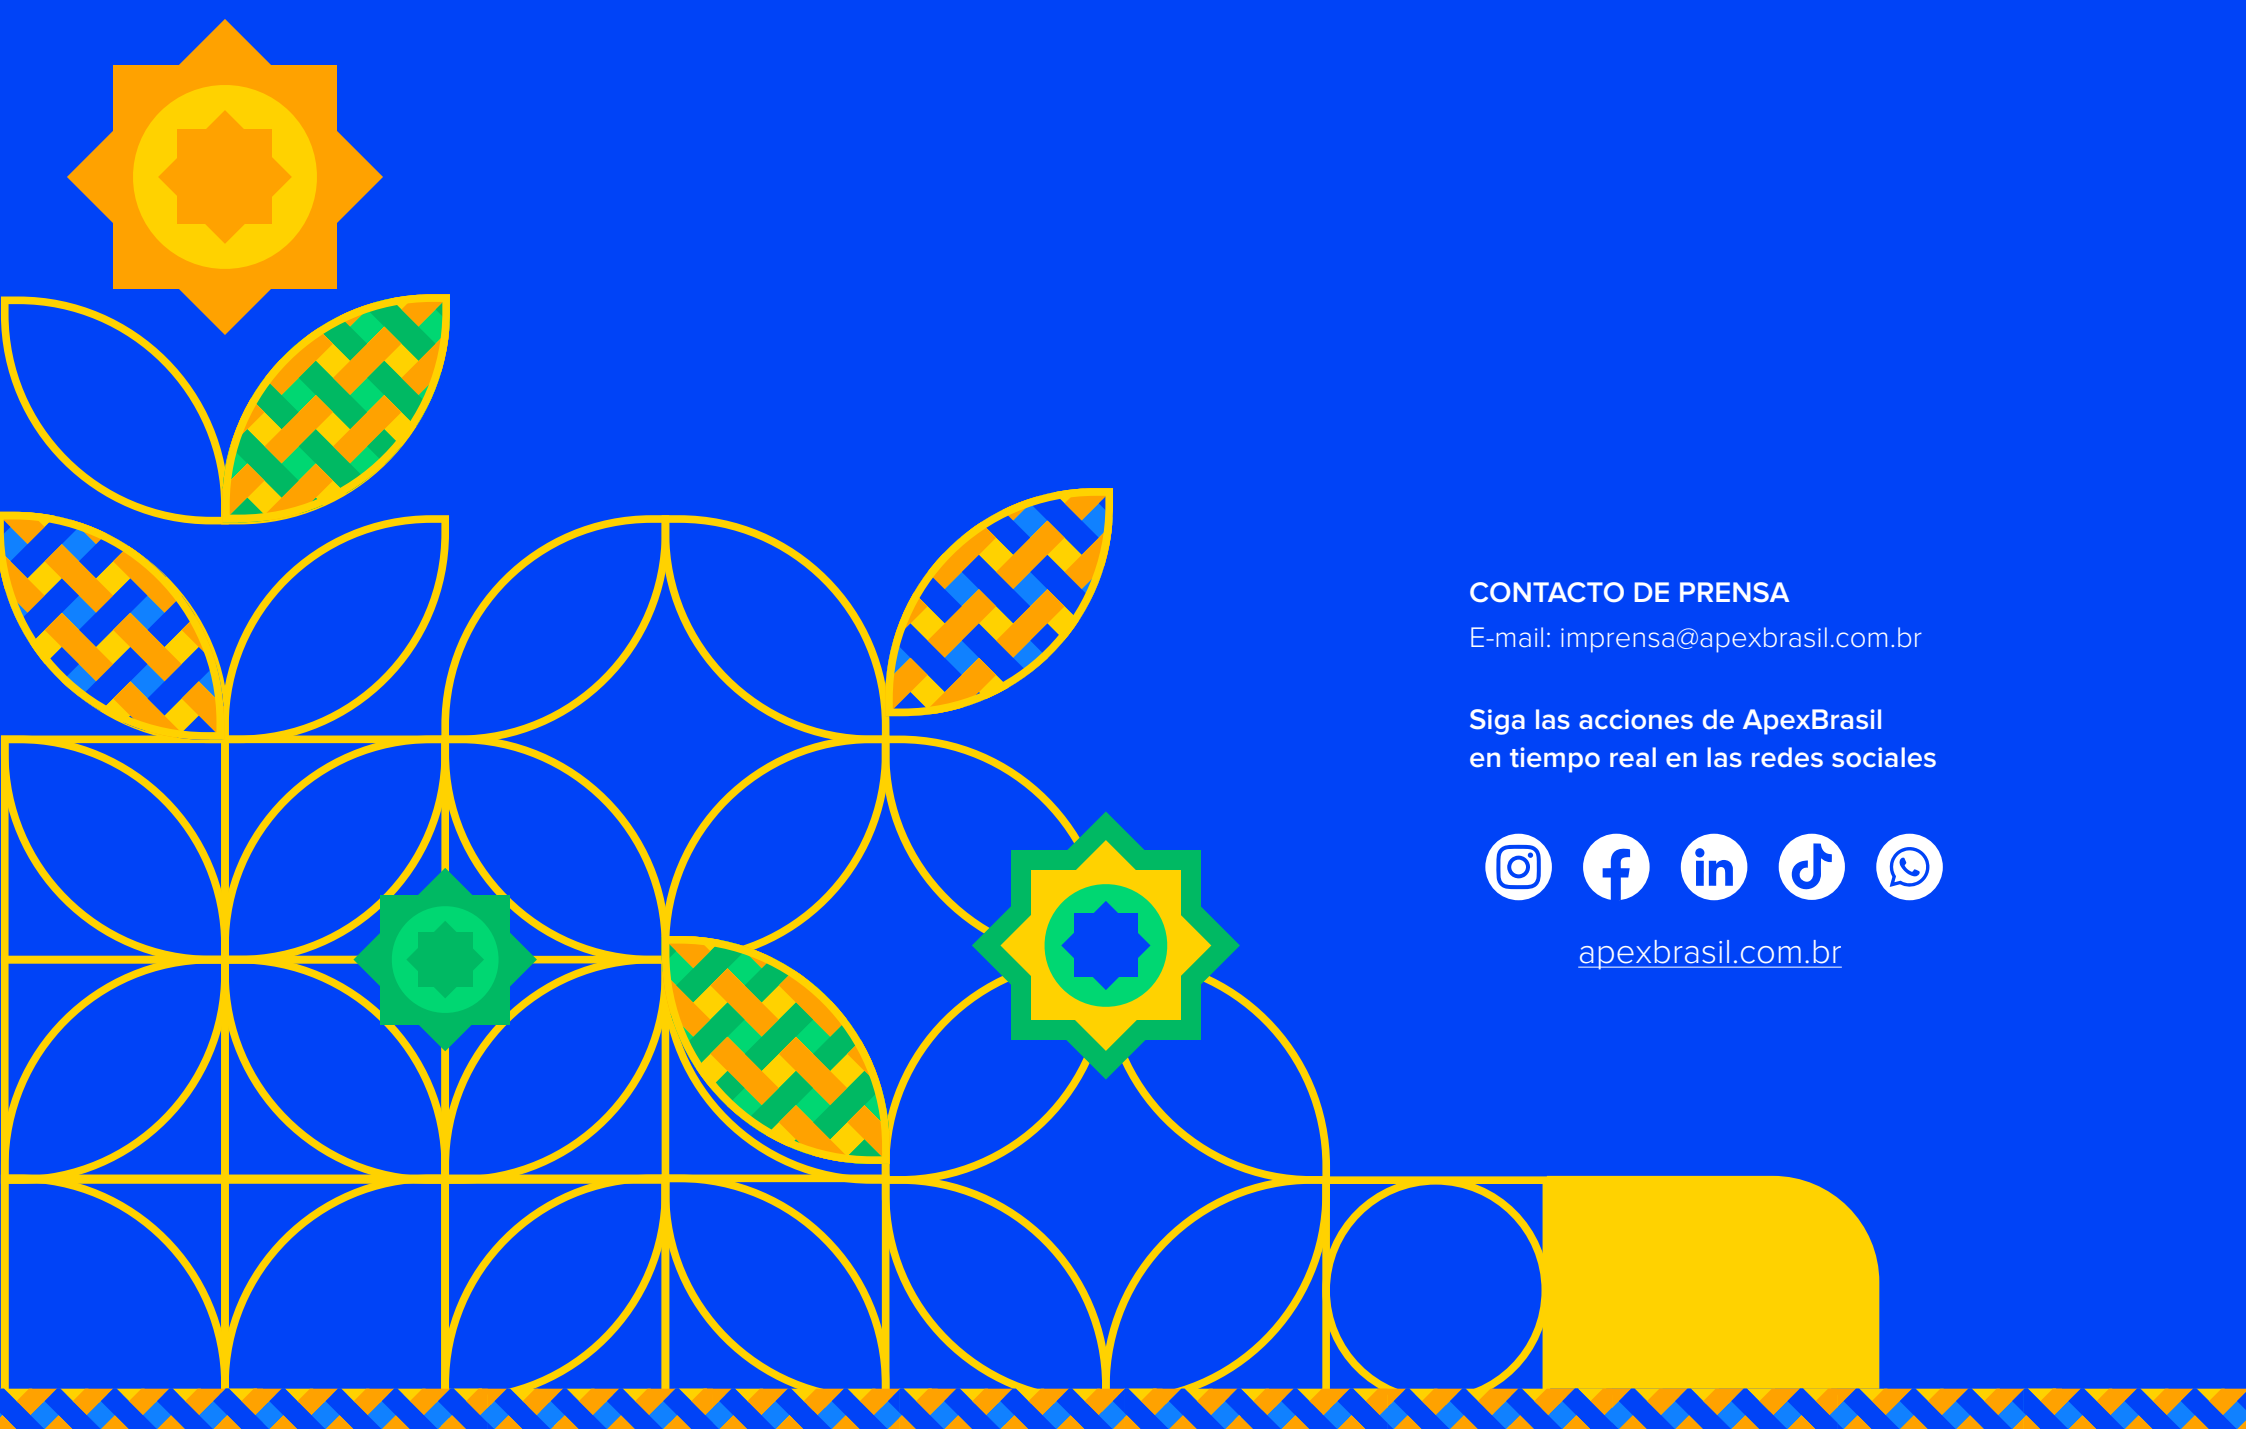 CONTACTO DE PRENSA
E-mail: imprensa@apexbrasil.com.br
Siga las acciones de ApexBrasil
en tiempo real en las redes sociales
apexbrasil.com.br